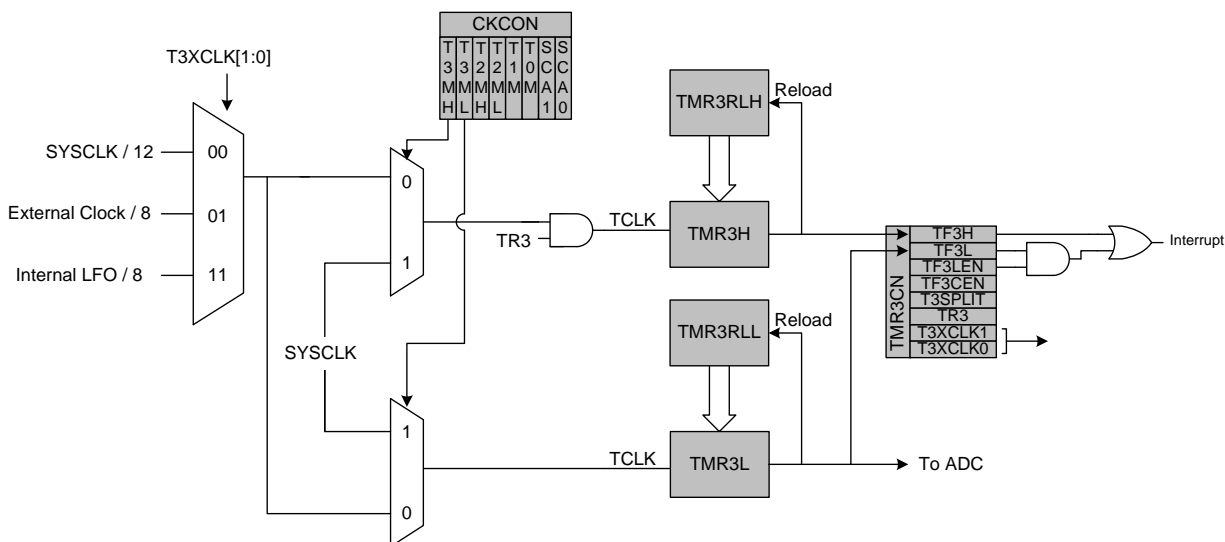 CKCON
T3MH
T3ML
T2MH
T2ML
T1M
T0M
SCA1
SCA0
T3XCLK[1:0]
SYSCLK / 12
00
External Clock / 8
01
Internal LFO / 8
11
0
1
SYSCLK
1
0
TR3
TCLK
TMR3RLH
Reload
TMR3H
TCLK
TMR3RLL
Reload
TMR3L
To ADC
TMR3CN
TF3H
TF3L
TF3LEN
TF3CEN
T3SPLIT
TR3
T3XCLK1
T3XCLK0
Interrupt